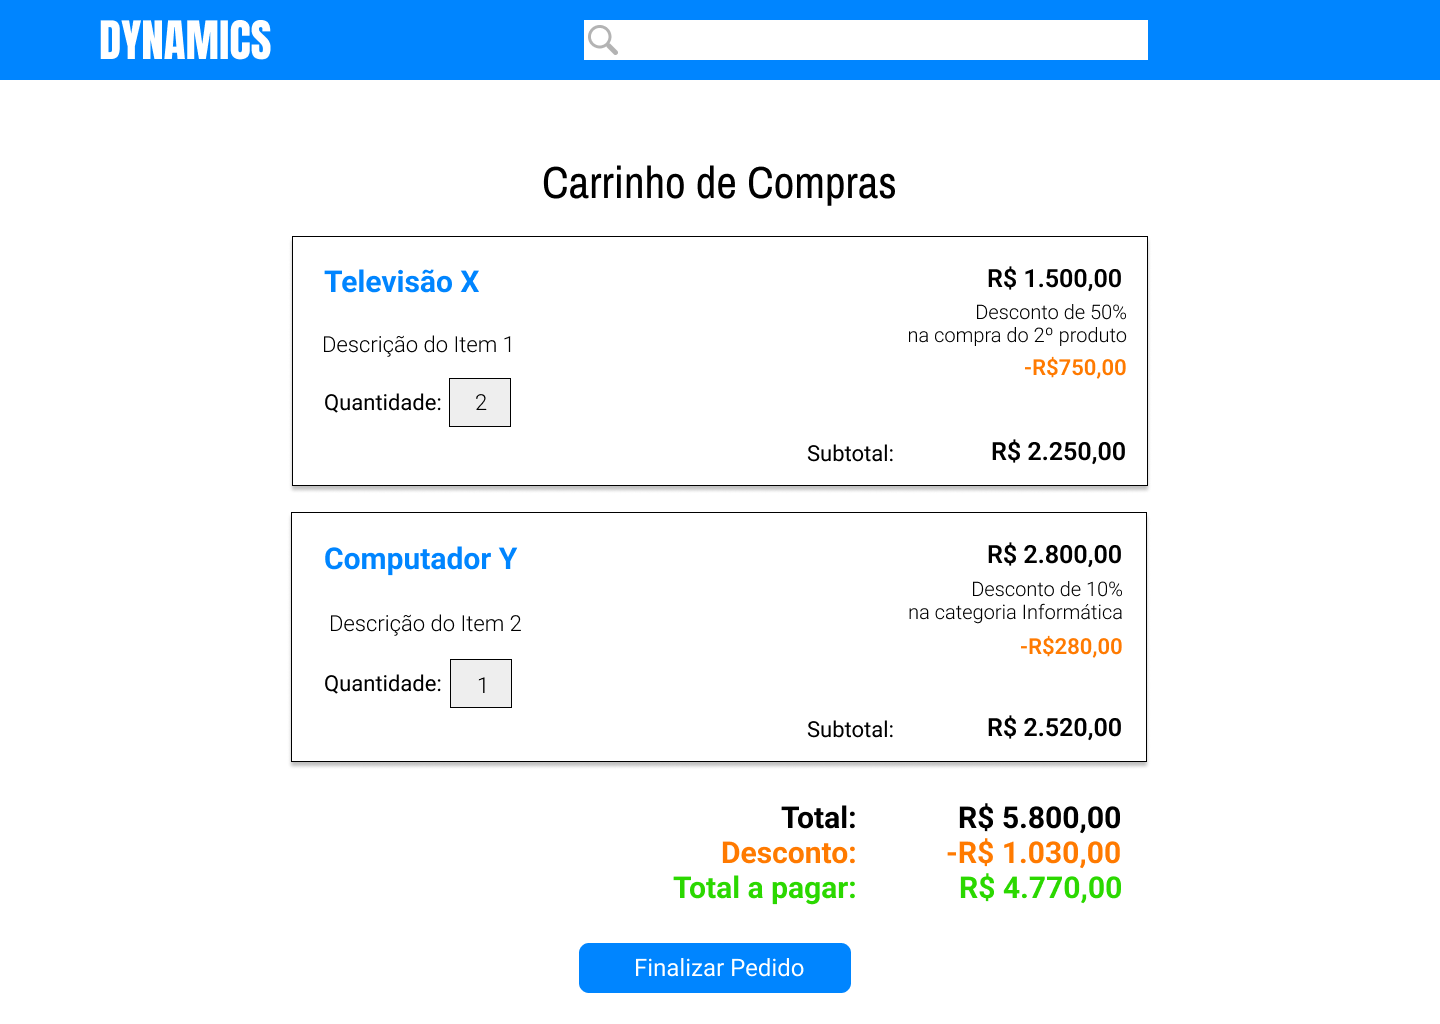 DYNAMICS
Carrinho de Compras
Televisão X
R$ 1.500,00
Desconto de 50%
na compra do 2º produto
-R$750,00
Descrição do Item 1
Quantidade: 2
Subtotal: R$ 2.250,00
Computador Y
R$ 2.800,00
Desconto de 10%
na categoria Informática
-R$280,00
Descrição do Item 2
Quantidade: 1
Subtotal: R$ 2.520,00
Total: R$ 5.800,00
Desconto: -R$ 1.030,00
Total a pagar: R$ 4.770,00
Finalizar Pedido